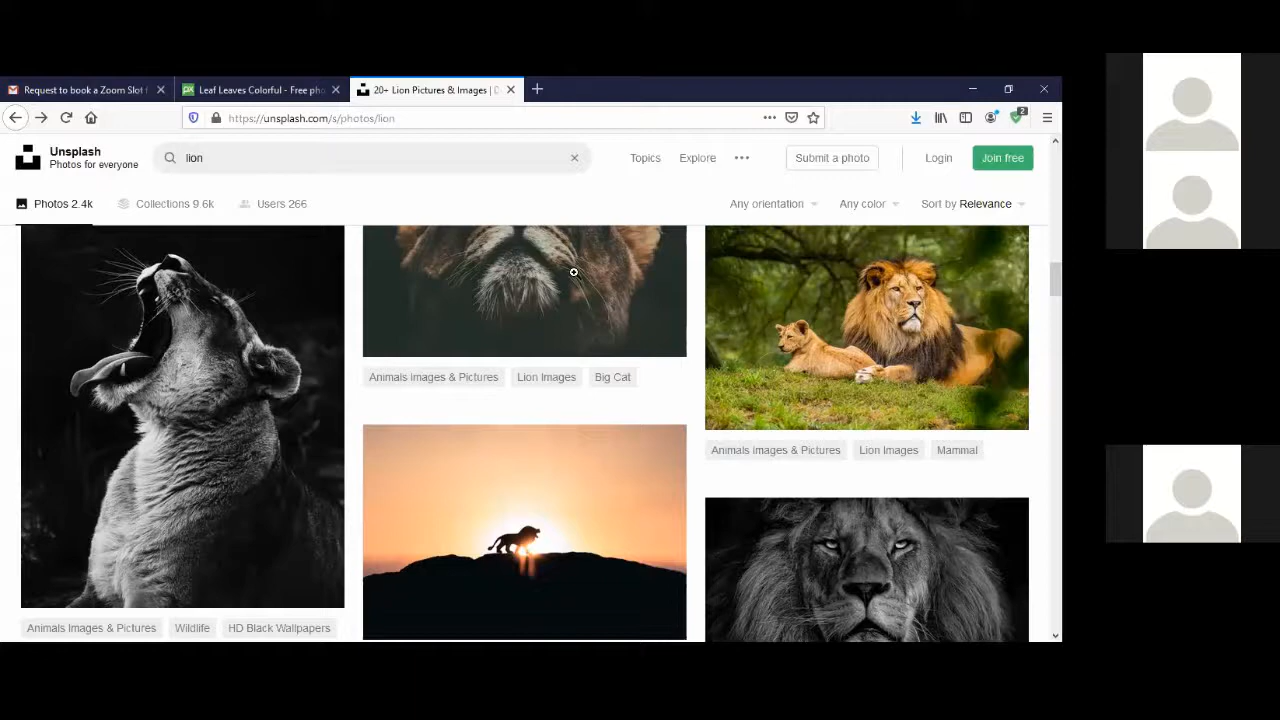 Request to book a Zoom Slot f
Leaf Leaves Colorful - Free pho
20+ Lion Pictures & Images | D
https://unsplash.com/s/photos/lion
2
Unsplash
Photos for everyone
lion
Topics
Explore
Submit a photo
Login
Join free
Photos 2.4k
Collections 9.6k
Users 266
Any orientation
Any color
Sort by Relevance
Animals Images & Pictures
Lion Images
Big Cat
Animals Images & Pictures
Lion Images
Mammal
Animals Images & Pictures
Wildlife
HD Black Wallpapers